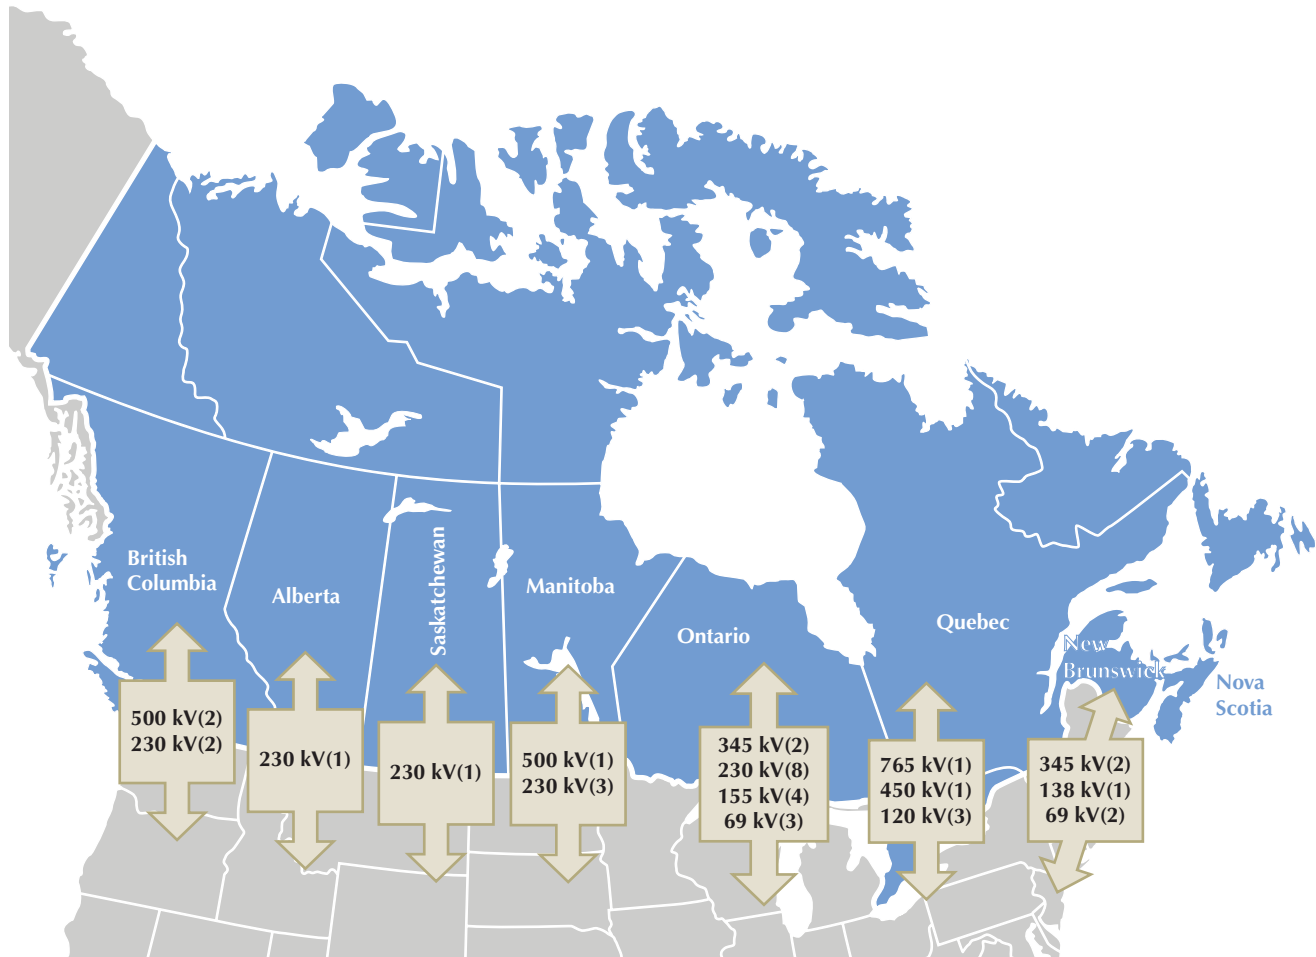 British
Columbia
Alberta
Saskatchewan
Manitoba
Ontario
Quebec
New
Brunswick
Nova
Scotia
500 kV(2)
230 kV(2)
230 kV(1)
230 kV(1)
500 kV(1)
230 kV(3)
345 kV(2)
230 kV(8)
155 kV(4)
69 kV(3)
765 kV(1)
450 kV(1)
120 kV(3)
345 kV(2)
138 kV(1)
69 kV(2)